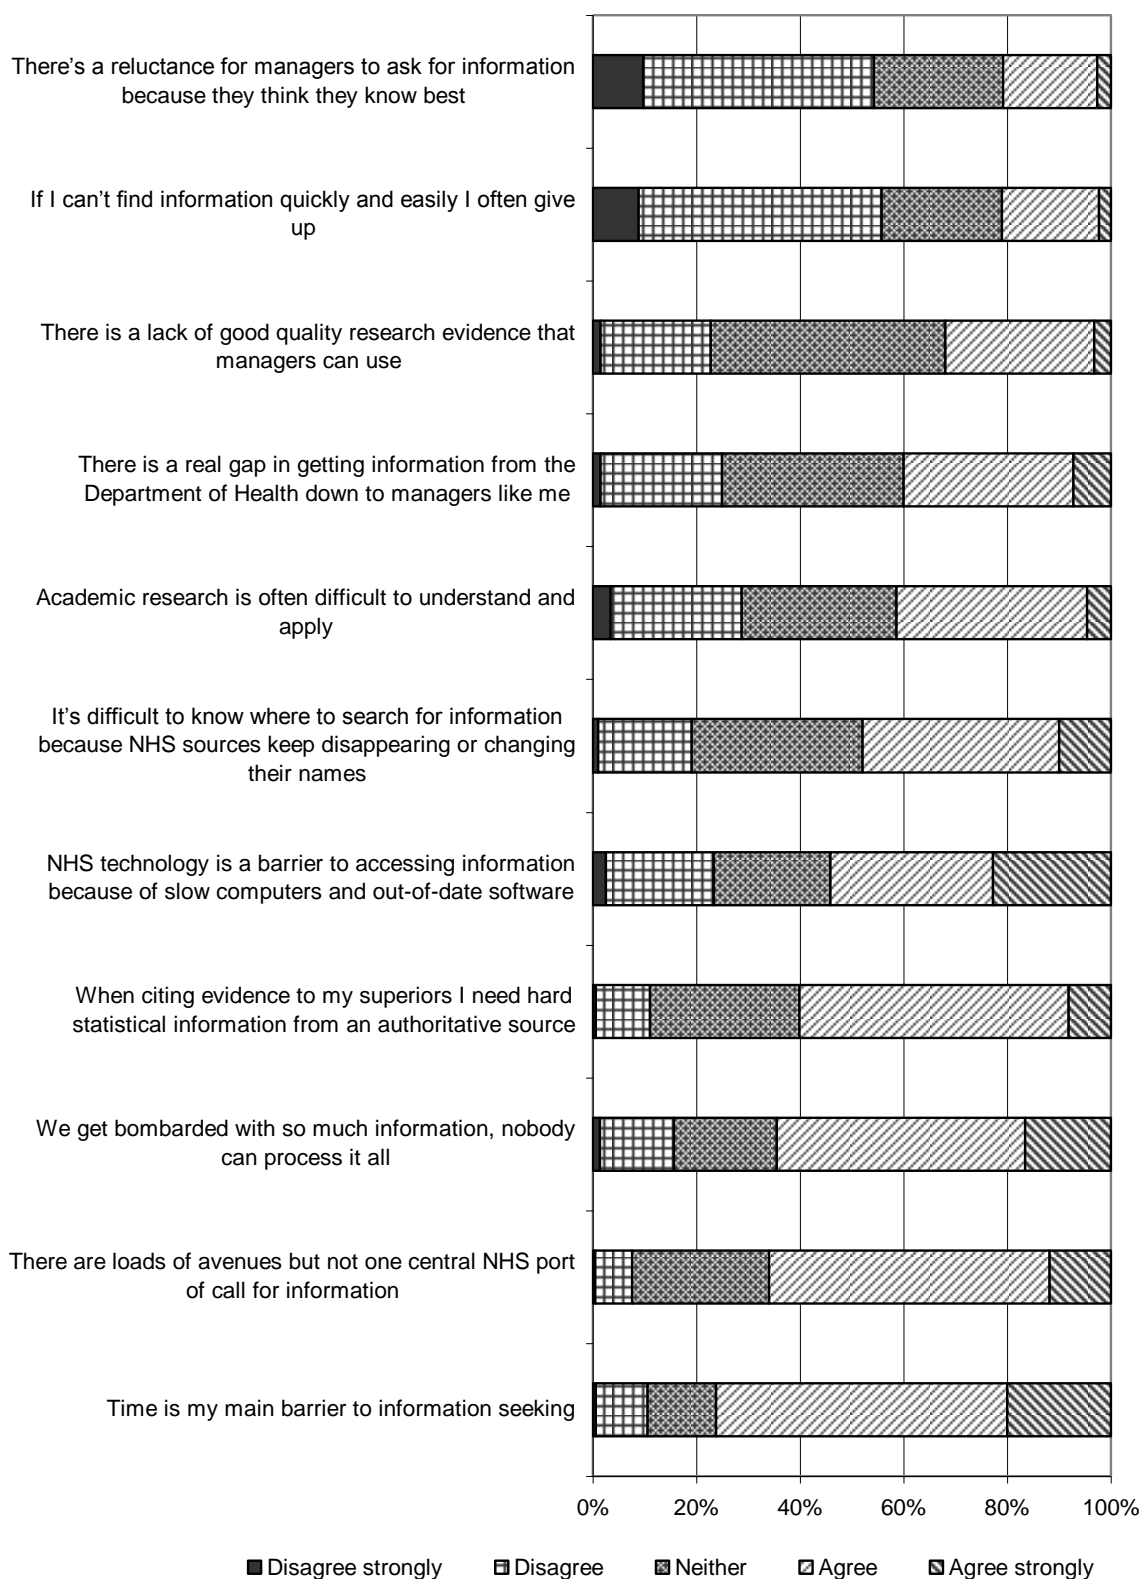 There’s a reluctance for managers to ask for information
because they think they know best
If I can’t find information quickly and easily I often give
up
There is a lack of good quality research evidence that
managers can use
There is a real gap in getting information from the
Department of Health down to managers like me
Academic research is often difficult to understand and
apply
It’s difficult to know where to search for information
because NHS sources keep disappearing or changing
their names
NHS technology is a barrier to accessing information
because of slow computers and out-of-date software
When citing evidence to my superiors I need hard
statistical information from an authoritative source
We get bombarded with so much information, nobody
can process it all
There are loads of avenues but not one central NHS port
of call for information
Time is my main barrier to information seeking
0% 20% 40% 60% 80% 100%
Disagree strongly Disagree Neither Agree Agree strongly